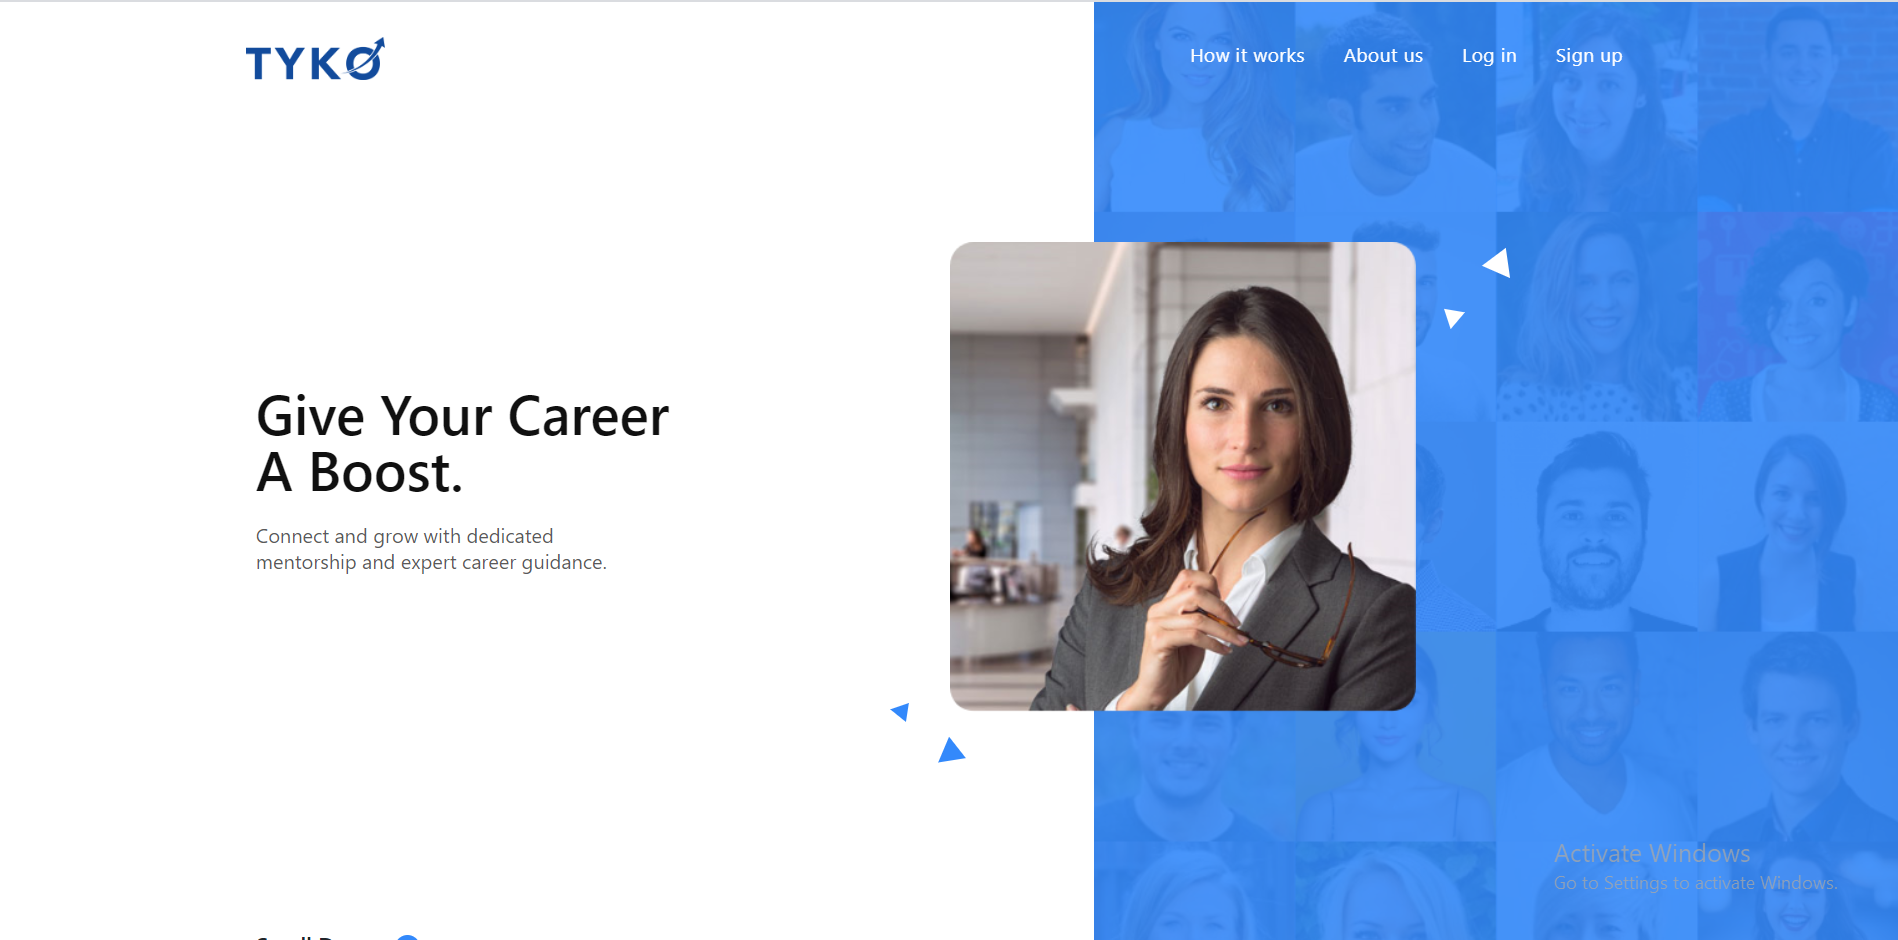 TYKO
How it works
About us
Log in
Sign up
Give Your Career
A Boost.
Connect and grow with dedicated
mentorship and expert career guidance.
Activate Windows
Go to Settings to activate Windows.